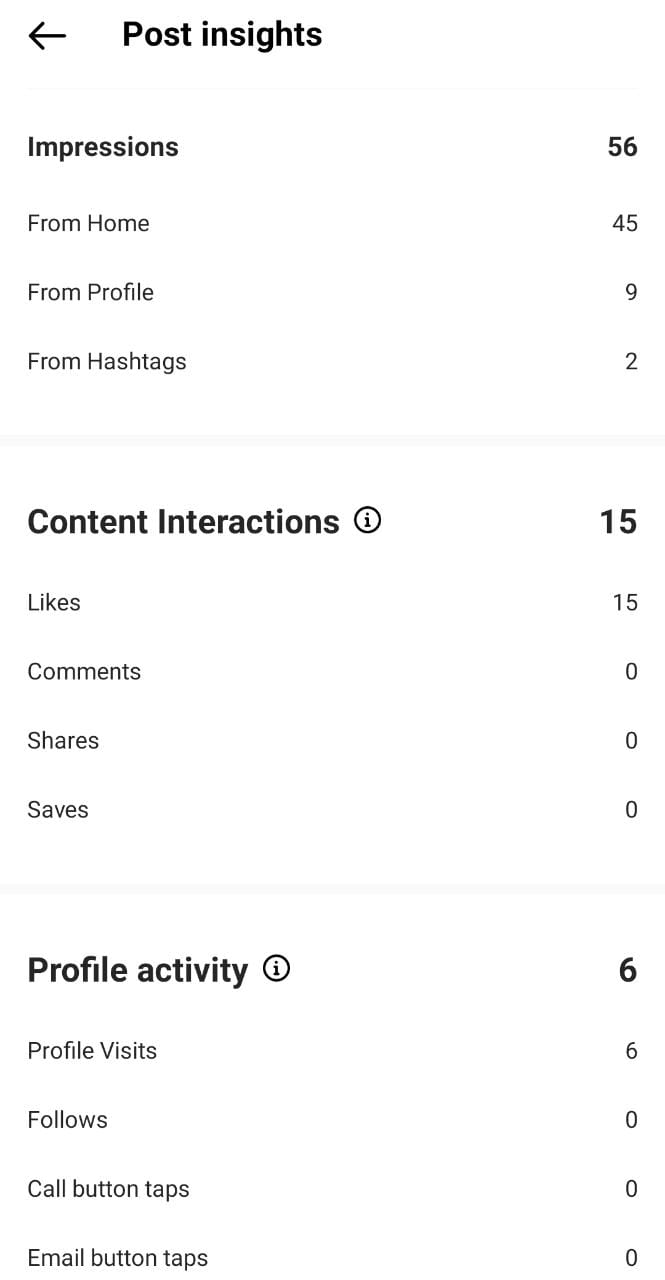 Post insights
Impressions 56
From Home 45
From Profile 9
From Hashtags 2
Content Interactions 15
Likes 15
Comments 0
Shares 0
Saves 0
Profile activity 6
Profile Visits 6
Follows 0
Call button taps 0
Email button taps 0